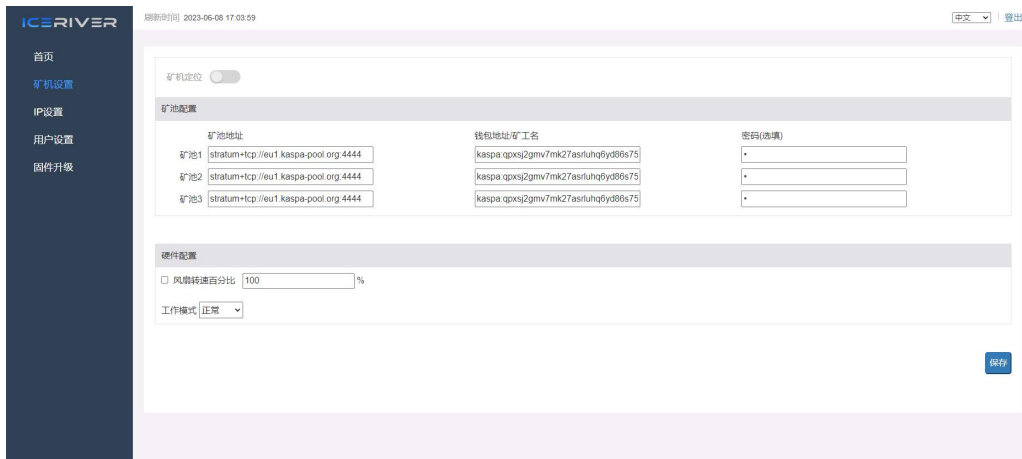 ICERIVER
刷新时间 2023-06-08 17:03:59
中文
登出
首页
矿机设置
IP设置
用户设置
固件升级
矿机定位
矿池配置
矿池地址 钱包地址/矿工名 密码(选填)
矿池1 stratum+tcp://eu1.kaspa-pool.org:4444 kaspa:qpxsj2gmv7mk27asrluhq6yd86s75 •
矿池2 stratum+tcp://eu1.kaspa-pool.org:4444 kaspa:qpxsj2gmv7mk27asrluhq6yd86s75 •
矿池3 stratum+tcp://eu1.kaspa-pool.org:4444 kaspa:qpxsj2gmv7mk27asrluhq6yd86s75 •
硬件配置
风扇转速百分比 100 %
工作模式 正常
保存